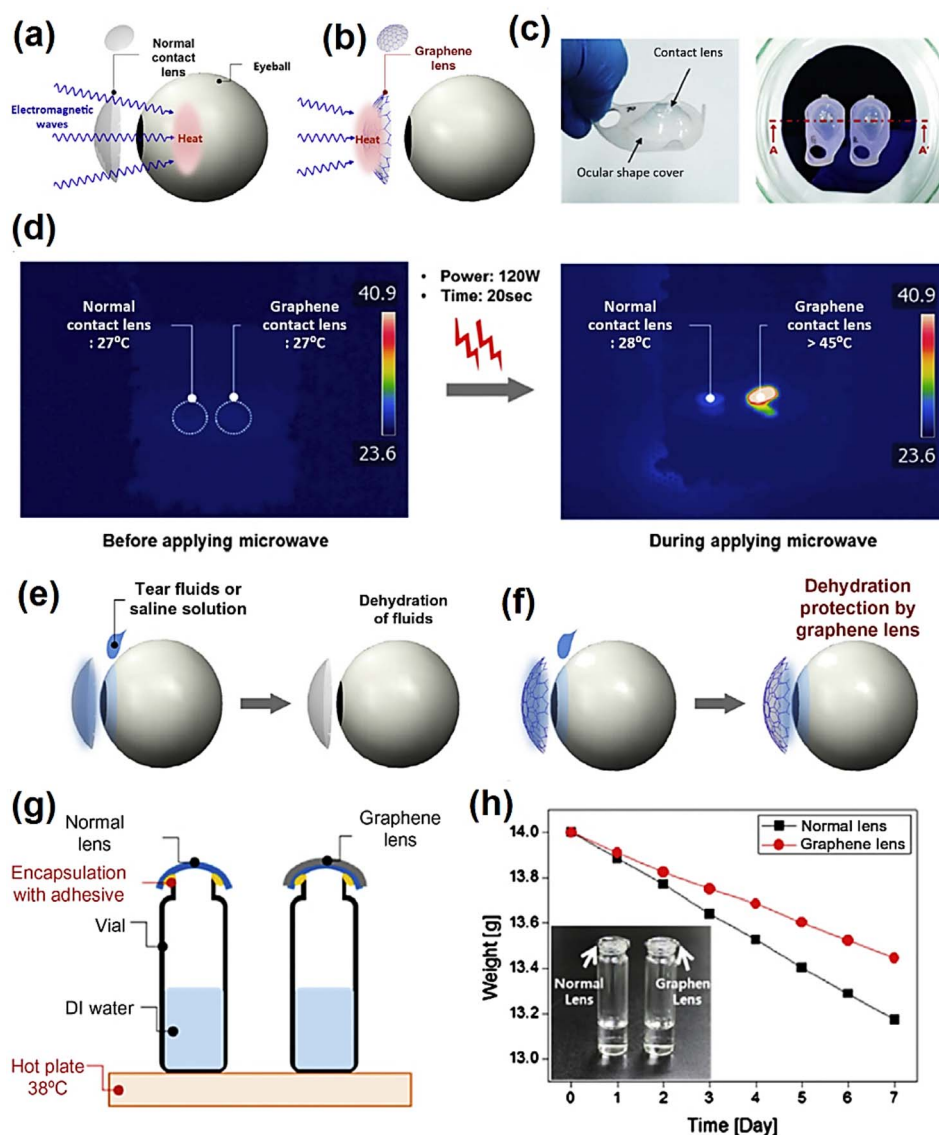 (a)
Normal
contact
lens
Eyeball
Electromagnetic
waves
Heat
(b)
Graphene
lens
Heat
(c)
Contact lens
Ocular shape cover
A
A'
(d)
40.9
Normal
contact lens
: 27ºC
Graphene
contact lens
: 27ºC
23.6
Before applying microwave
• Power: 120W
• Time: 20sec
40.9
Normal
contact lens
: 28ºC
Graphene
contact lens
> 45ºC
23.6
During applying microwave
(e)
Tear fluids or
saline solution
Dehydration
of fluids
(f)
Dehydration
protection by
graphene lens
(g)
Normal
lens
Graphene
lens
Encapsulation
with adhesive
Vial
DI water
Hot plate
38ºC
(h)
Normal lens
Graphene lens
14.0
13.8
13.6
13.4
13.2
13.0
Weight [g]
Normal
Lens
Graphen
Lens
0 1 2 3 4 5 6 7
Time [Day]